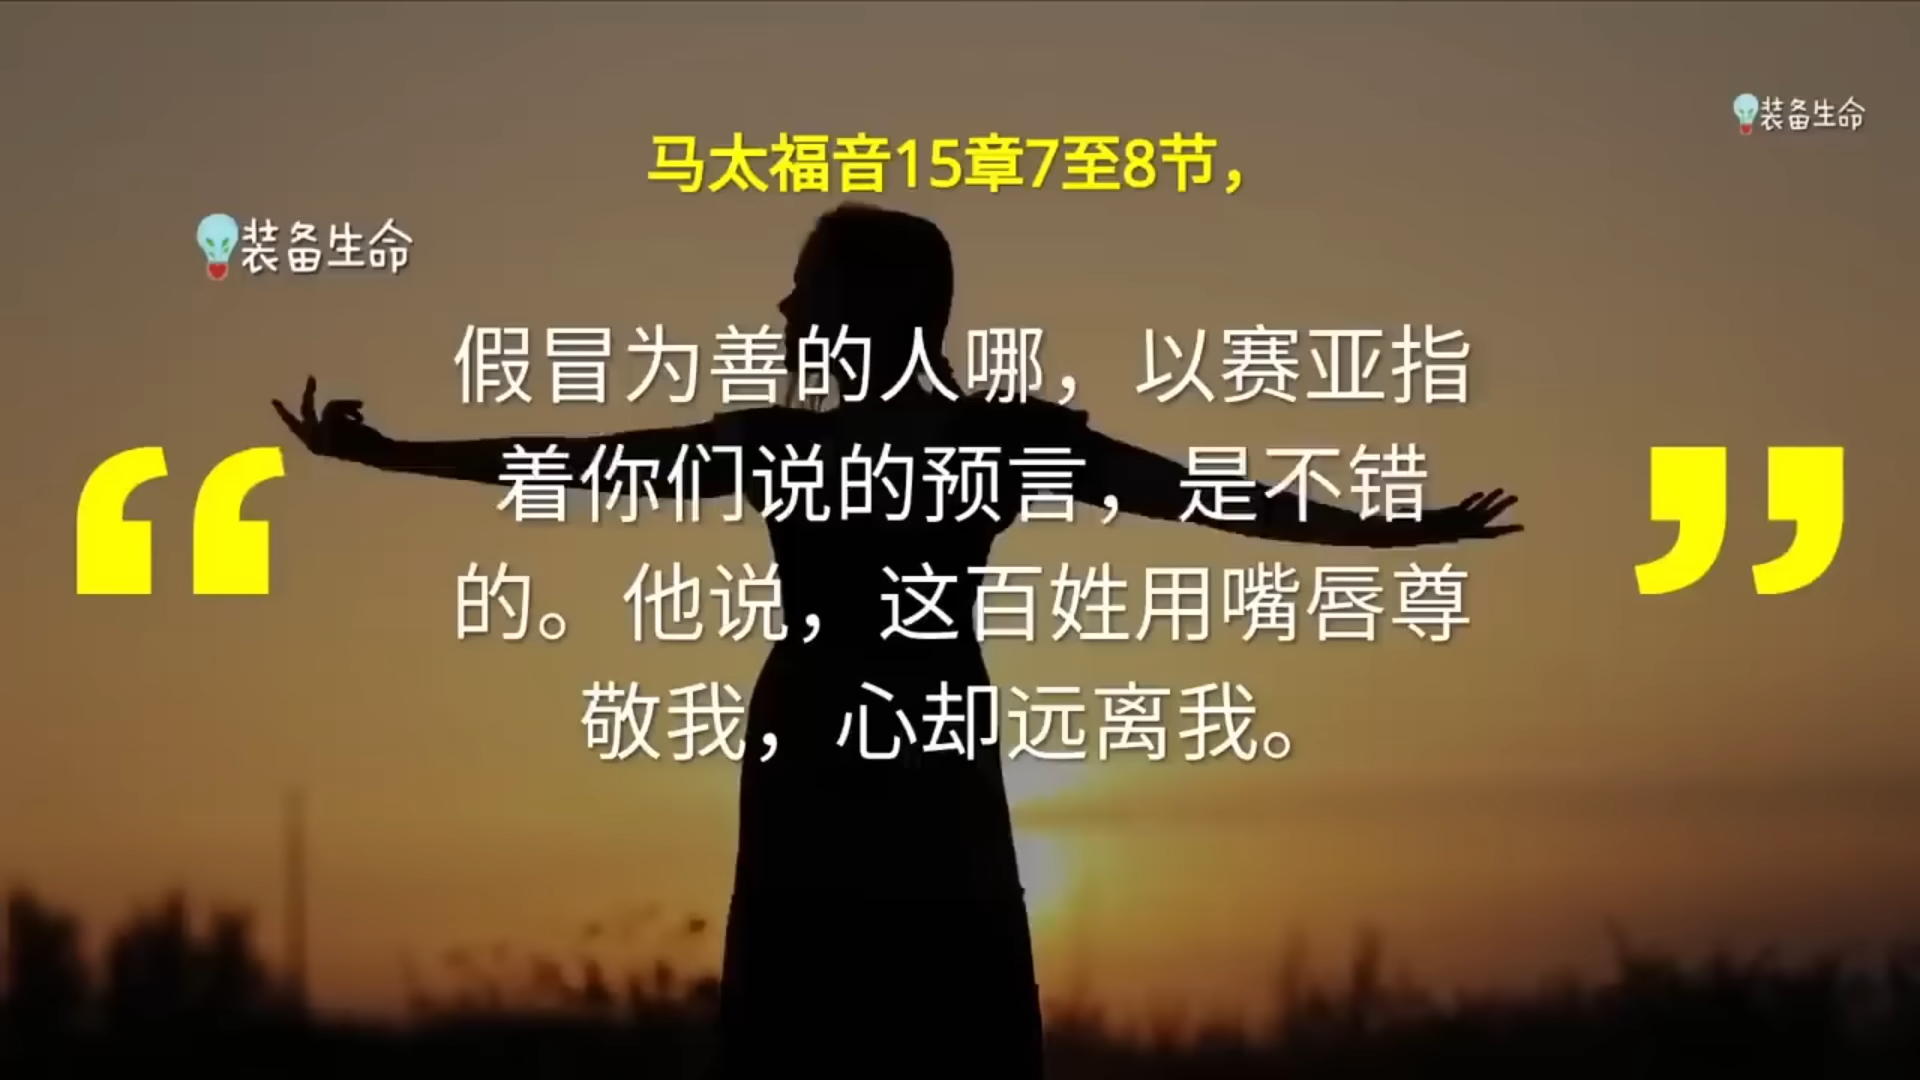 装备生命
马太福音15章7至8节，
装备生命
假冒为善的人哪，以赛亚指
着你们说的预言，是不错
的。他说，这百姓用嘴唇尊
敬我，心却远离我。